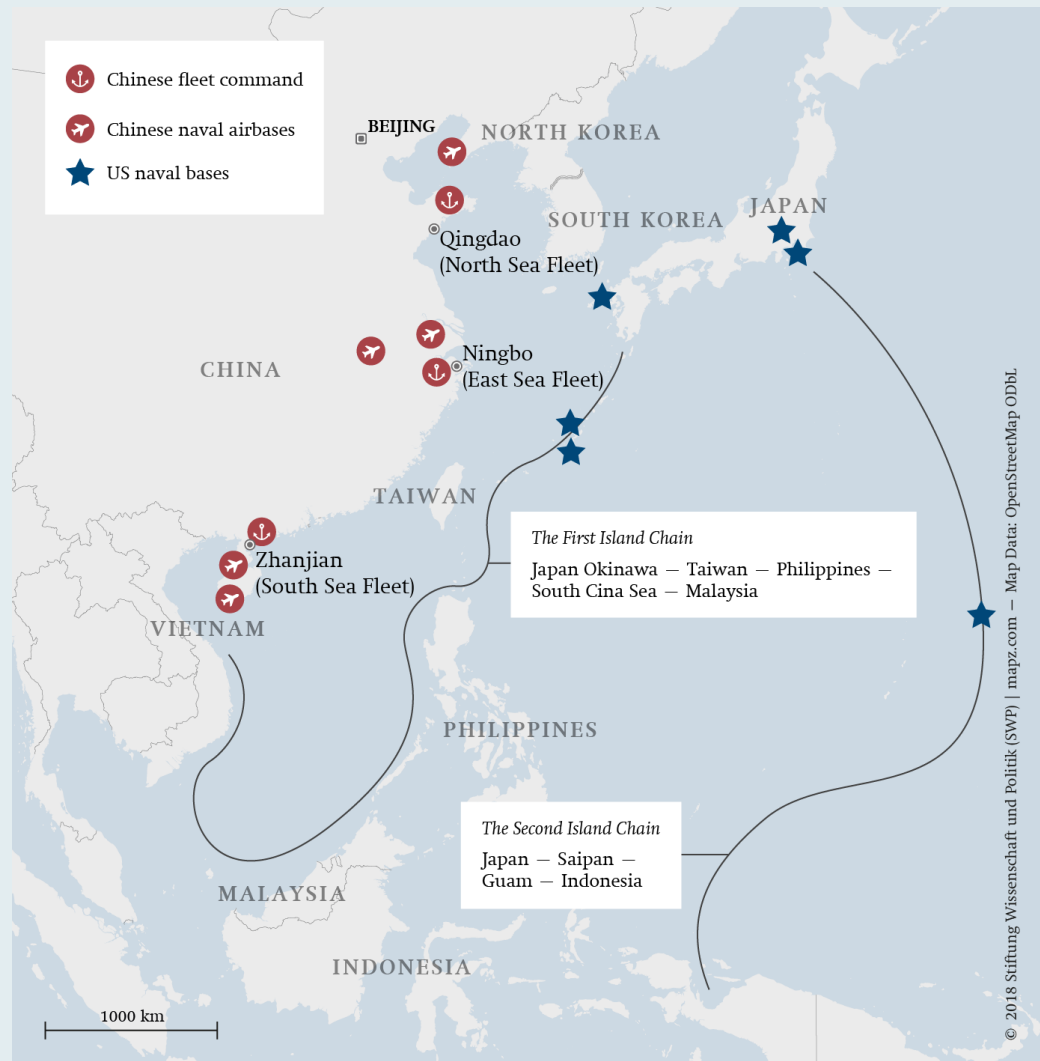 Chinese fleet command
Chinese naval airbases
US naval bases
BEIJING
NORTH KOREA
SOUTH KOREA
JAPAN
Qingdao
(North Sea Fleet)
CHINA
Ningbo
(East Sea Fleet)
TAIWAN
The First Island Chain
Japan Okinawa — Taiwan — Philippines —
South Cina Sea — Malaysia
Zhanjian
(South Sea Fleet)
VIETNAM
PHILIPPINES
The Second Island Chain
Japan — Saipan —
Guam — Indonesia
MALAYSIA
INDONESIA
1000 km
© 2018 Stiftung Wissenschaft und Politik (SWP) | mapz.com — Map Data: OpenStreetMap ODbL